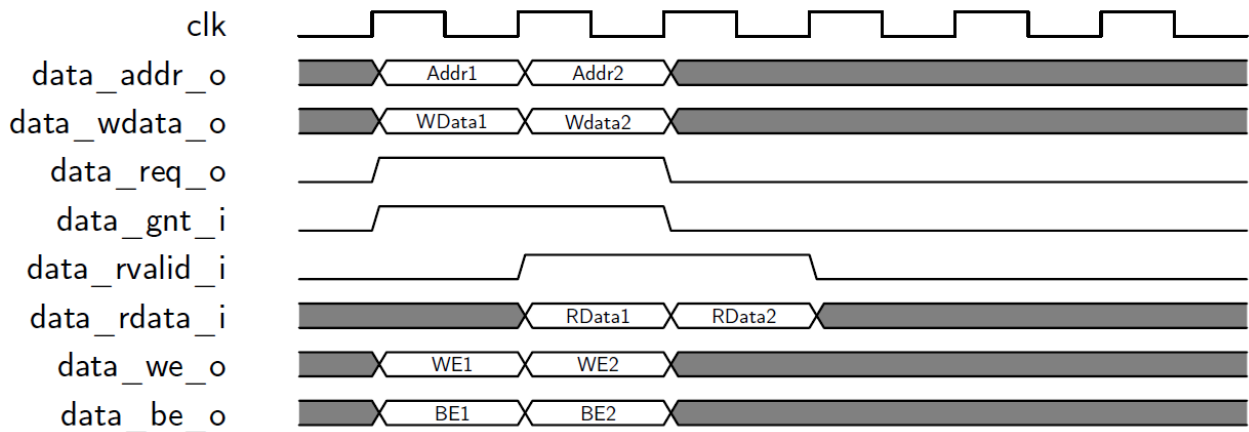 clk
data_addr_o Addr1 Addr2
data_wdata_o WData1 Wdata2
data_req_o
data_gnt_i
data_rvalid_i
data_rdata_i RData1 RData2
data_we_o WE1 WE2
data_be_o BE1 BE2